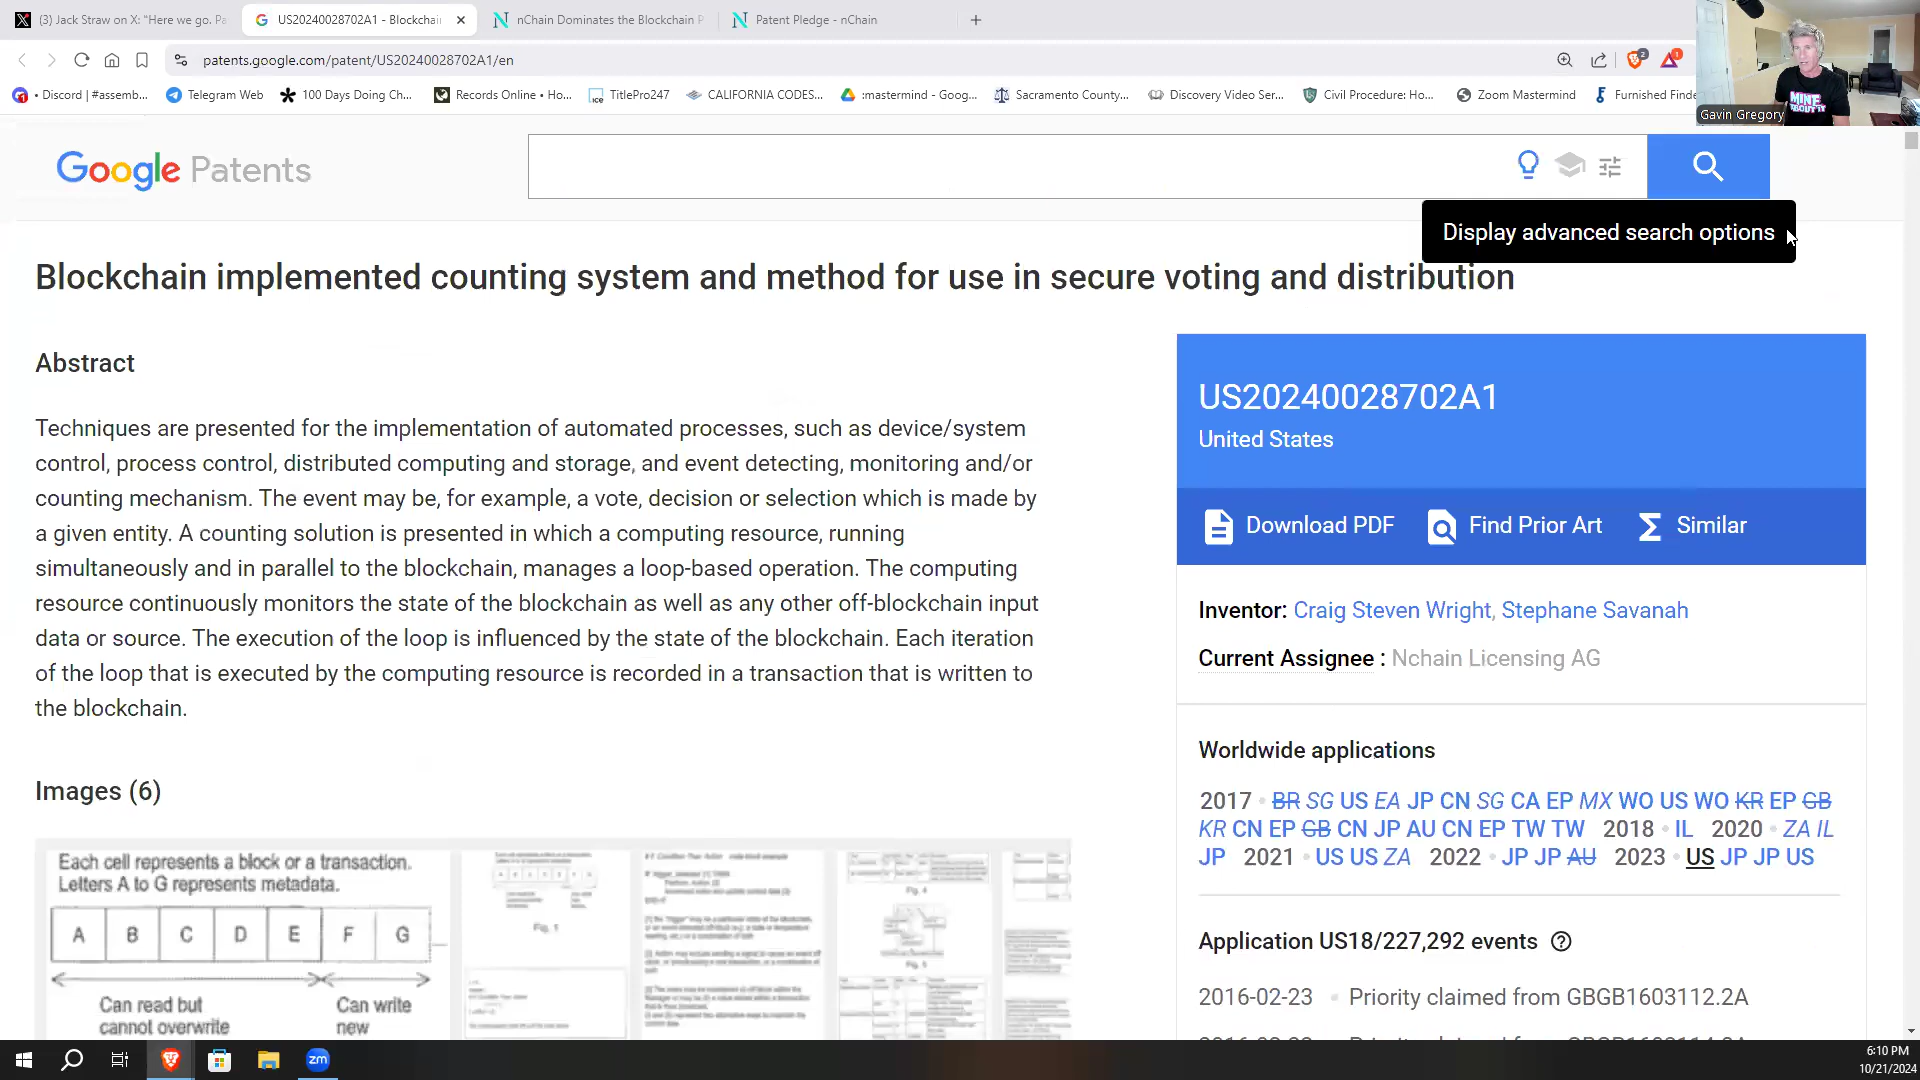 (3) Jack Straw on X: "Here we go. Pa
US20240028702A1 - Blockchai
nChain Dominates the Blockchain P
Patent Pledge - nChain
patents.google.com/patent/US20240028702A1/en
2
1
• Discord | #assemb...
Telegram Web
100 Days Doing Ch...
Records Online • Ho...
TitlePro247
CALIFORNIA CODES...
:mastermind - Goog...
Sacramento County...
Discovery Video Ser...
Civil Procedure: Ho...
Zoom Mastermind
Furnished Finde
MINE
ABOUT IT
Gavin Gregory
Google Patents
Display advanced search options
Blockchain implemented counting system and method for use in secure voting and distribution
Abstract
Techniques are presented for the implementation of automated processes, such as device/system
control, process control, distributed computing and storage, and event detecting, monitoring and/or
counting mechanism. The event may be, for example, a vote, decision or selection which is made by
a given entity. A counting solution is presented in which a computing resource, running
simultaneously and in parallel to the blockchain, manages a loop-based operation. The computing
resource continuously monitors the state of the blockchain as well as any other off-blockchain input
data or source. The execution of the loop is influenced by the state of the blockchain. Each iteration
of the loop that is executed by the computing resource is recorded in a transaction that is written to
the blockchain.
Images (6)
Each cell represents a block or a transaction.
Letters A to G represents metadata.
A B C D E F G
Can read but
cannot overwrite
Can write
new
Fig. 1
Fig. 4
Fig. 5
US20240028702A1
United States
Download PDF
Find Prior Art
Similar
Inventor: Craig Steven Wright, Stephane Savanah
Current Assignee : Nchain Licensing AG
Worldwide applications
2017 • BR SG US EA JP CN SG CA EP MX WO US WO KR EP GB
KR CN EP GB CN JP AU CN EP TW TW 2018 • IL 2020 • ZA IL
JP 2021 • US US ZA 2022 • JP JP AU 2023 • US JP JP US
Application US18/227,292 events
2016-02-23 • Priority claimed from GBGB1603112.2A
zm
6:10 PM
10/21/2024